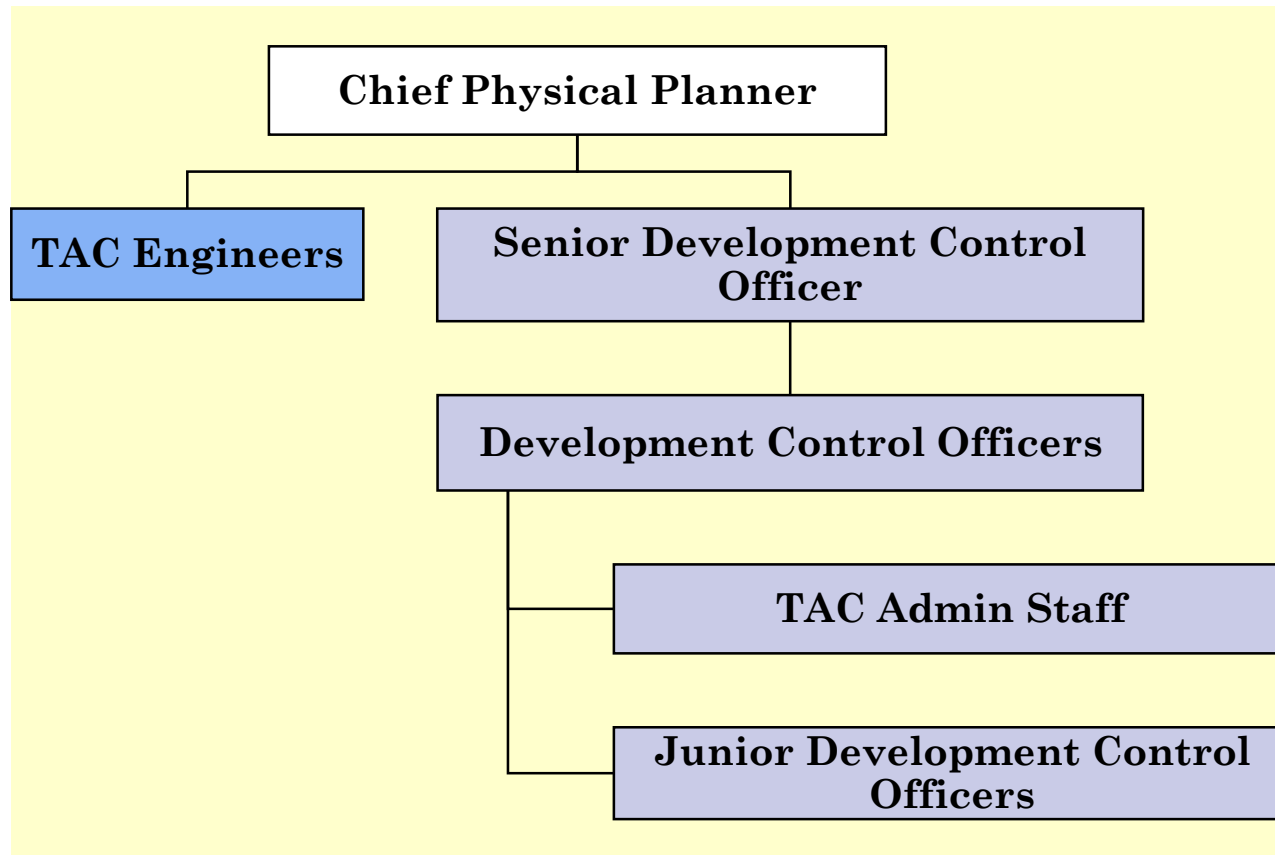 Chief Physical Planner
TAC Engineers
Senior Development Control
Officer
Development Control Officers
TAC Admin Staff
Junior Development Control
Officers